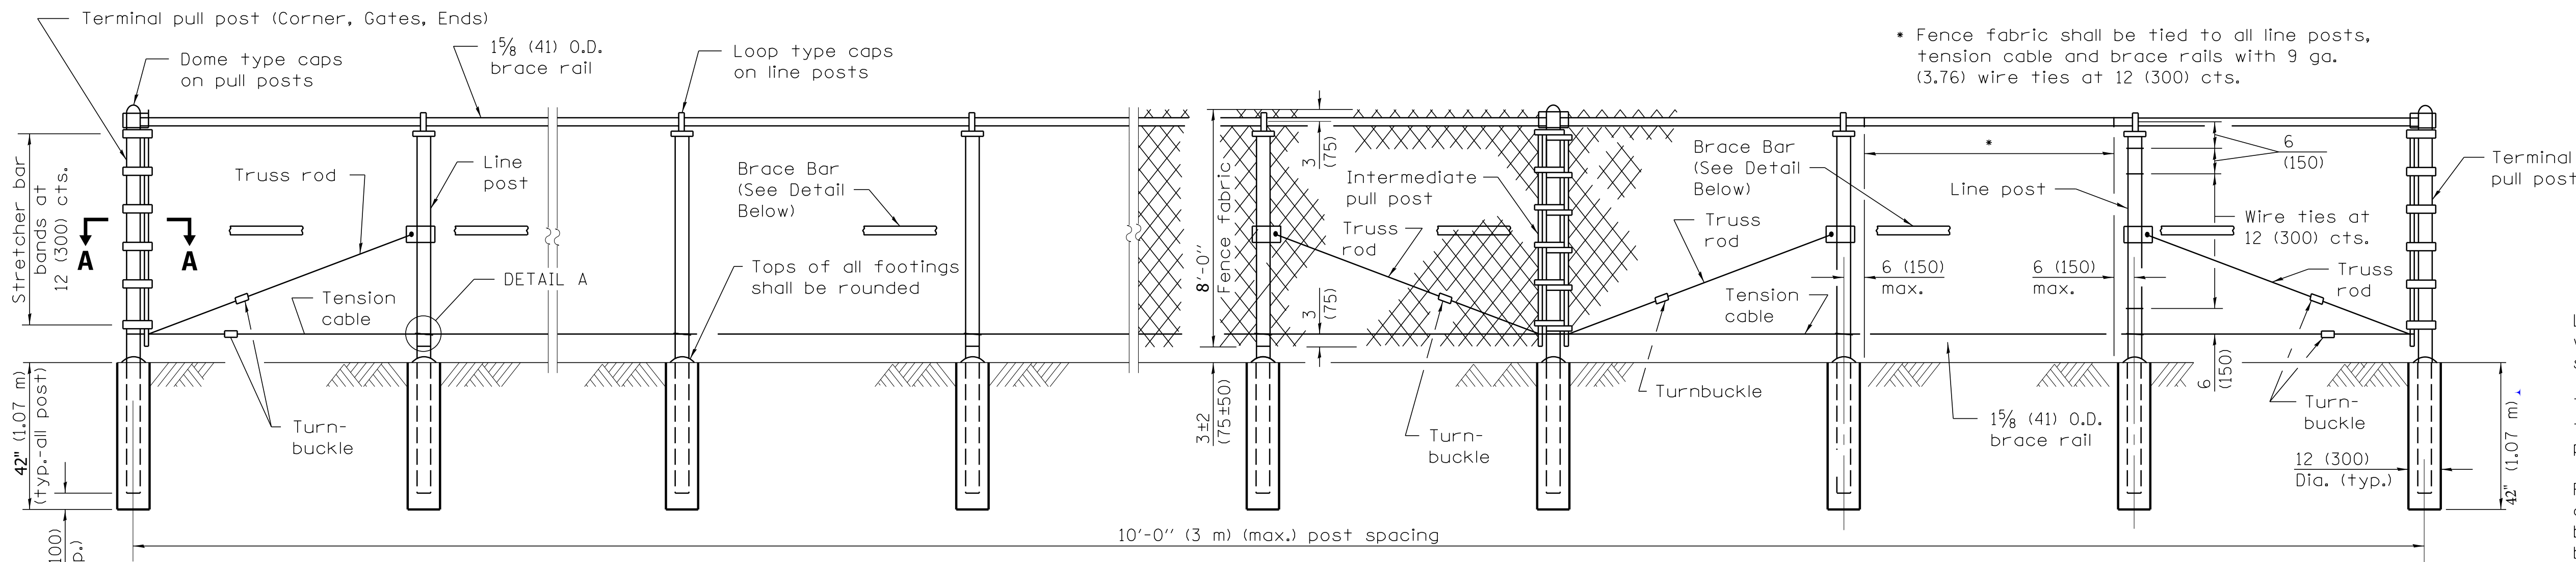 Terminal pull post (Corner, Gates, Ends)
Dome type caps
on pull posts
1⅝ (41) O.D.
brace rail
Loop type caps
on line posts
* Fence fabric shall be tied to all line posts,
tension cable and brace rails with 9 ga.
(3.76) wire ties at 12 (300) cts.
Stretcher bar
bands at
12 (300) cts.
A
A
Truss rod
Line
post
Brace Bar
(See Detail
Below)
Tension
cable
DETAIL A
Tops of all footings
shall be rounded
Turn-
buckle
42" (1.07 m)
(typ.-all post)
100)
p.)
8'-0''
Fence fabric
3
(75)
3
(75)
3±2
(75±50)
Intermediate
pull post
Truss
rod
Turn-
buckle
Truss
rod
Turnbuckle
Brace Bar
(See Detail
Below)
Tension
cable
*
6 (150)
max.
6 (150)
max.
Line post
6
(150)
Wire ties at
12 (300) cts.
6
(150)
Truss
rod
Turn-
buckle
1⅝ (41) O.D.
brace rail
12 (300)
Dia. (typ.)
Terminal
pull post
42" (1.07 m)
10'-0'' (3 m) (max.) post spacing